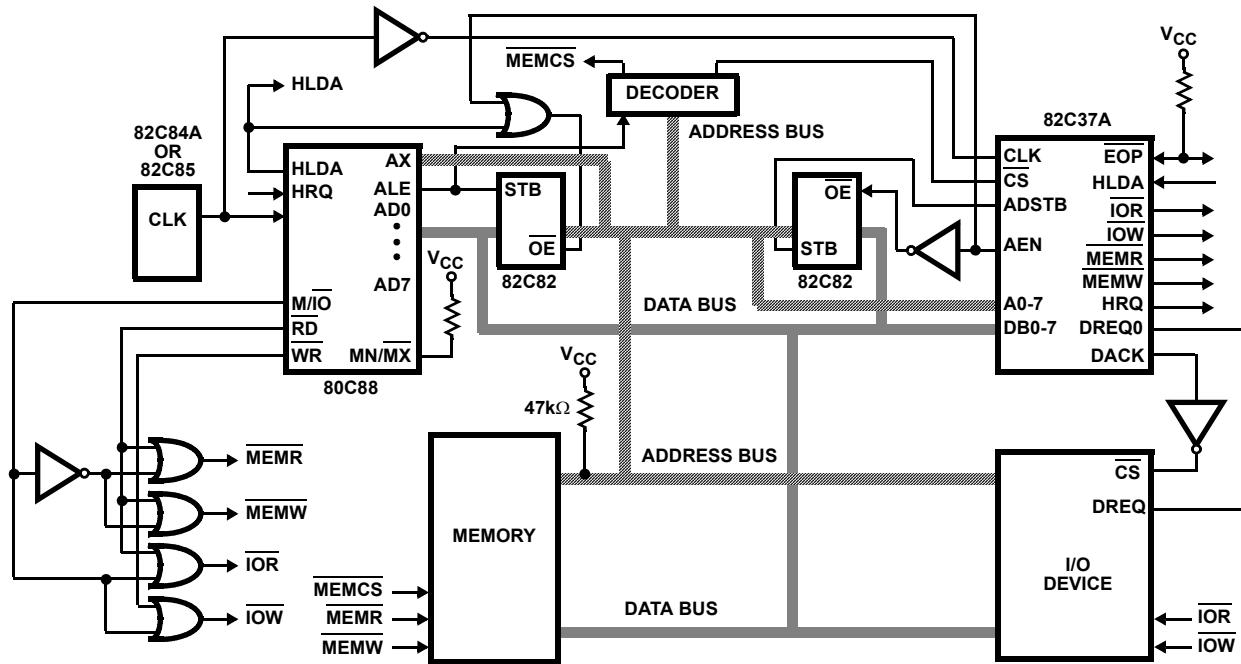 82C84A
OR
82C85
CLK
HLDA
MEMCS
DECODER
ADDRESS BUS
HLDA
HRQ
AX
ALE
AD0
AD7
M/IO
RD
WR
MN/MX
80C88
VCC
STB
OE
82C82
OE
STB
82C82
DATA BUS
82C37A
CLK
CS
ADSTB
AEN
A0-7
DB0-7
EOP
HLDA
IOR
IOW
MEMR
MEMW
HRQ
DREQ0
DACK
VCC
VCC
47kΩ
ADDRESS BUS
MEMR
MEMW
IOR
IOW
MEMORY
MEMCS
MEMR
MEMW
DATA BUS
CS
DREQ
I/O
DEVICE
IOR
IOW